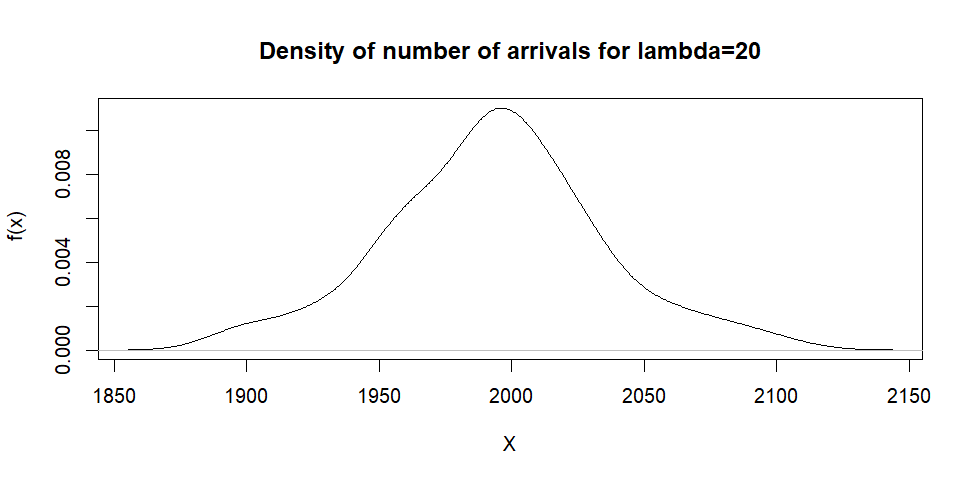 Density of number of arrivals for lambda=20
f(x)
0.008
0.004
0.000
1850 1900 1950 2000 2050 2100 2150
X